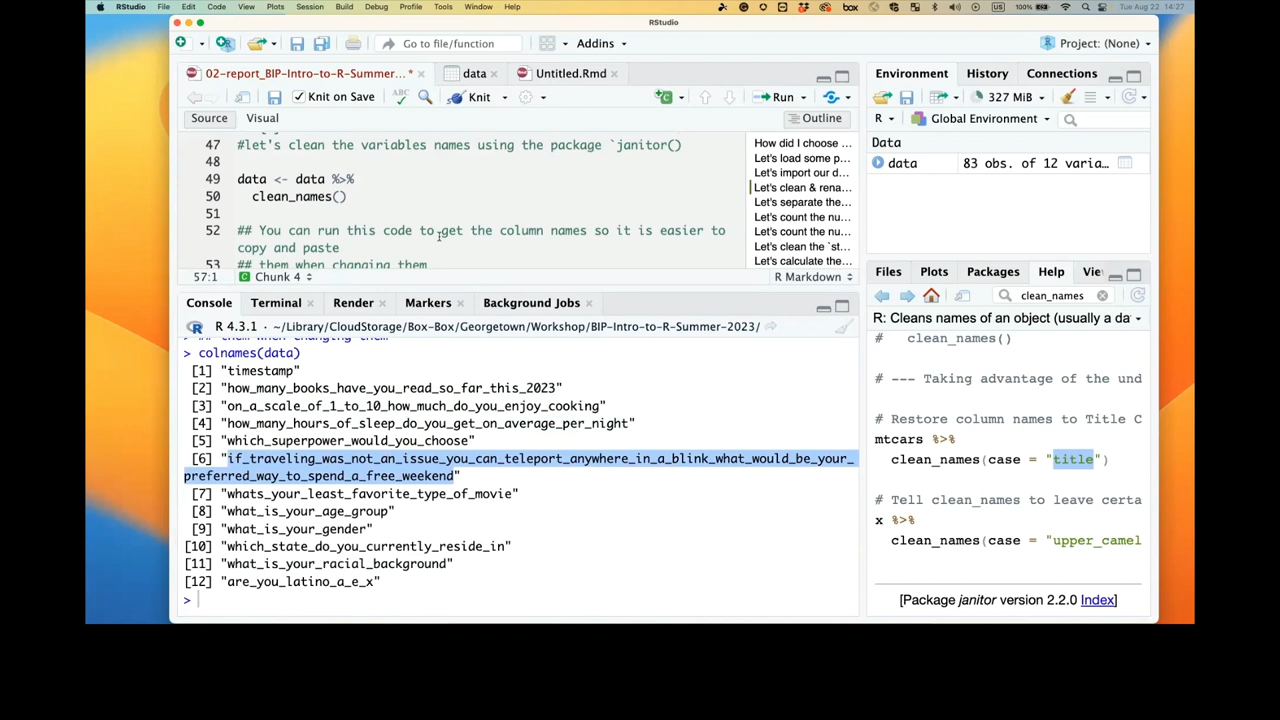 RStudio File Edit Code View Plots Session Build Debug Profile Tools Window Help box US 100% Tue Aug 22 14:27
RStudio
Go to file/function Addins Project: (None)
02-report_BIP-Intro-to-R-Summer... * data Untitled.Rmd
Knit on Save ABC Knit Run
Source Visual Outline
47 #let's clean the variables names using the package `janitor()
48
49 data <- data %>%
50 clean_names()
51
52 ## You can run this code to get the column names so it is easier to
copy and paste
53 ## them when changing them
How did I choose ...
Let's load some p...
Let's import our d...
Let's clean & rena...
Let's separate the...
Let's count the nu...
Let's count the nu...
Let's clean the `st...
Let's calculate the...
57:1 Chunk 4 R Markdown
Console Terminal Render Markers Background Jobs
R 4.3.1 · ~/Library/CloudStorage/Box-Box/Georgetown/Workshop/BIP-Intro-to-R-Summer-2023/
> ## them when changing them
> colnames(data)
[1] "timestamp"
[2] "how_many_books_have_you_read_so_far_this_2023"
[3] "on_a_scale_of_1_to_10_how_much_do_you_enjoy_cooking"
[4] "how_many_hours_of_sleep_do_you_get_on_average_per_night"
[5] "which_superpower_would_you_choose"
[6] "if_traveling_was_not_an_issue_you_can_teleport_anywhere_in_a_blink_what_would_be_your_
preferred_way_to_spend_a_free_weekend"
[7] "whats_your_least_favorite_type_of_movie"
[8] "what_is_your_age_group"
[9] "what_is_your_gender"
[10] "which_state_do_you_currently_reside_in"
[11] "what_is_your_racial_background"
[12] "are_you_latino_a_e_x"
>
Environment History Connections
327 MiB
R Global Environment
Data
data 83 obs. of 12 varia...
Files Plots Packages Help Vi
clean_names
R: Cleans names of an object (usually a da
# clean_names()
# --- Taking advantage of the und
# Restore column names to Title C
mtcars %>%
clean_names(case = "title")
# Tell clean_names to leave certa
x %>%
clean_names(case = "upper_camel
[Package janitor version 2.2.0 Index]